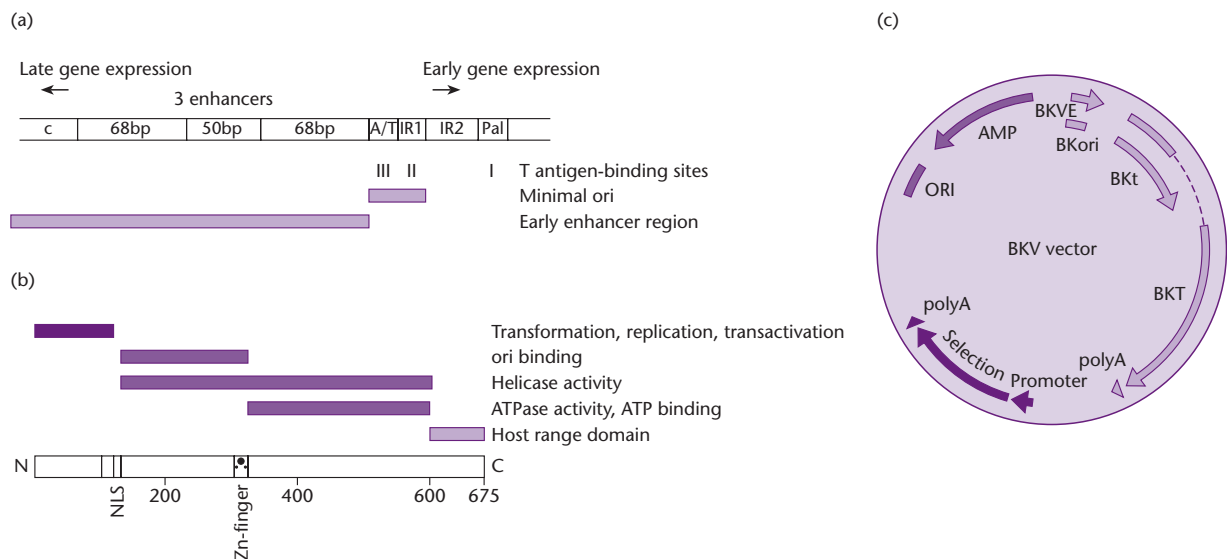 (a)
Late gene expression
Early gene expression
3 enhancers
c 68bp 50bp 68bp A/T IR1 IR2 Pal
III II I T antigen-binding sites
Minimal ori
Early enhancer region
(b)
Transformation, replication, transactivation
ori binding
Helicase activity
ATPase activity, ATP binding
Host range domain
N C
NLS 200 Zn-finger 400 600 675
(c)
BKVE
AMP
BKori
BKt
ORI
BKV vector
BKT
polyA
Selection
polyA
Promoter